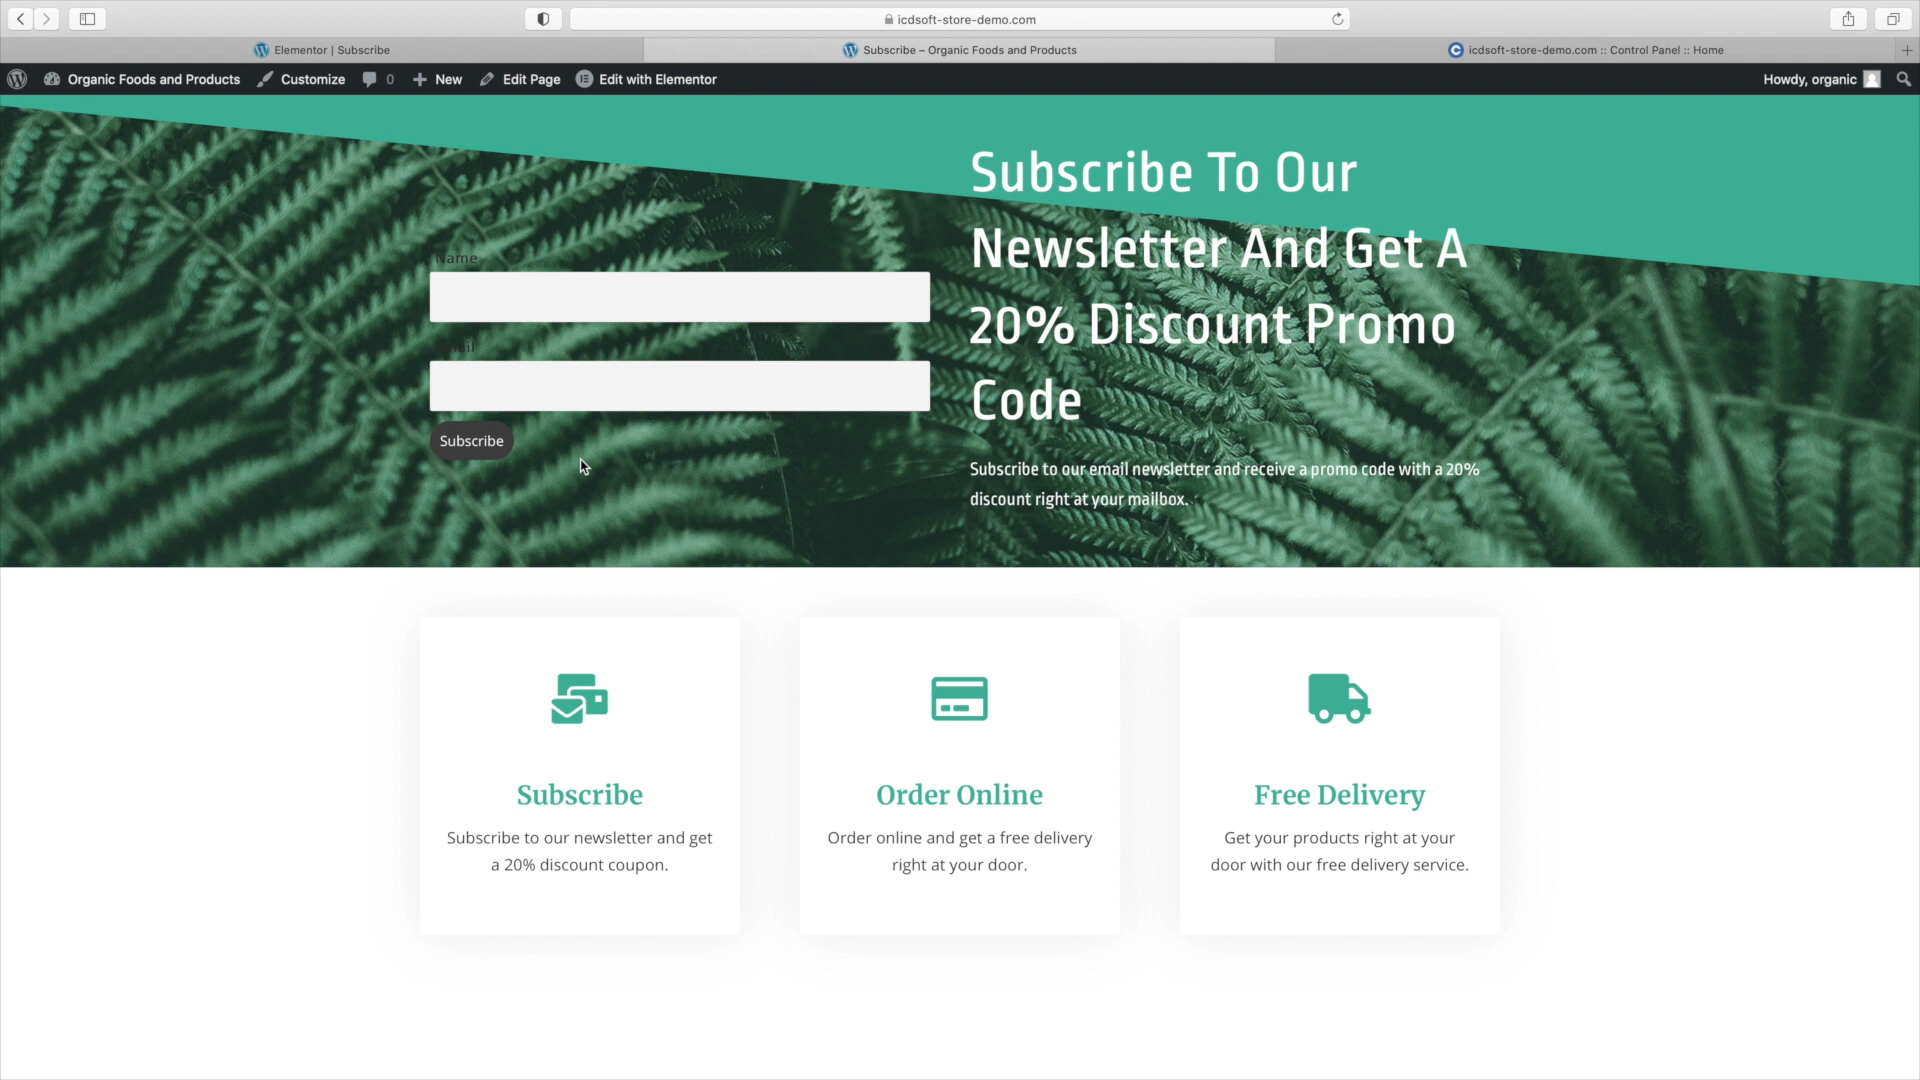 icdsoft-store-demo.com
Elementor | Subscribe
Subscribe – Organic Foods and Products
icdsoft-store-demo.com :: Control Panel :: Home
Organic Foods and Products
Customize
0
New
Edit Page
Edit with Elementor
Howdy, organic
Name
Subscribe
Subscribe To Our
Newsletter And Get A
20% Discount Promo
Code
Subscribe to our email newsletter and receive a promo code with a 20%
discount right at your mailbox.
Subscribe
Subscribe to our newsletter and get
a 20% discount coupon.
Order Online
Order online and get a free delivery
right at your door.
Free Delivery
Get your products right at your
door with our free delivery service.